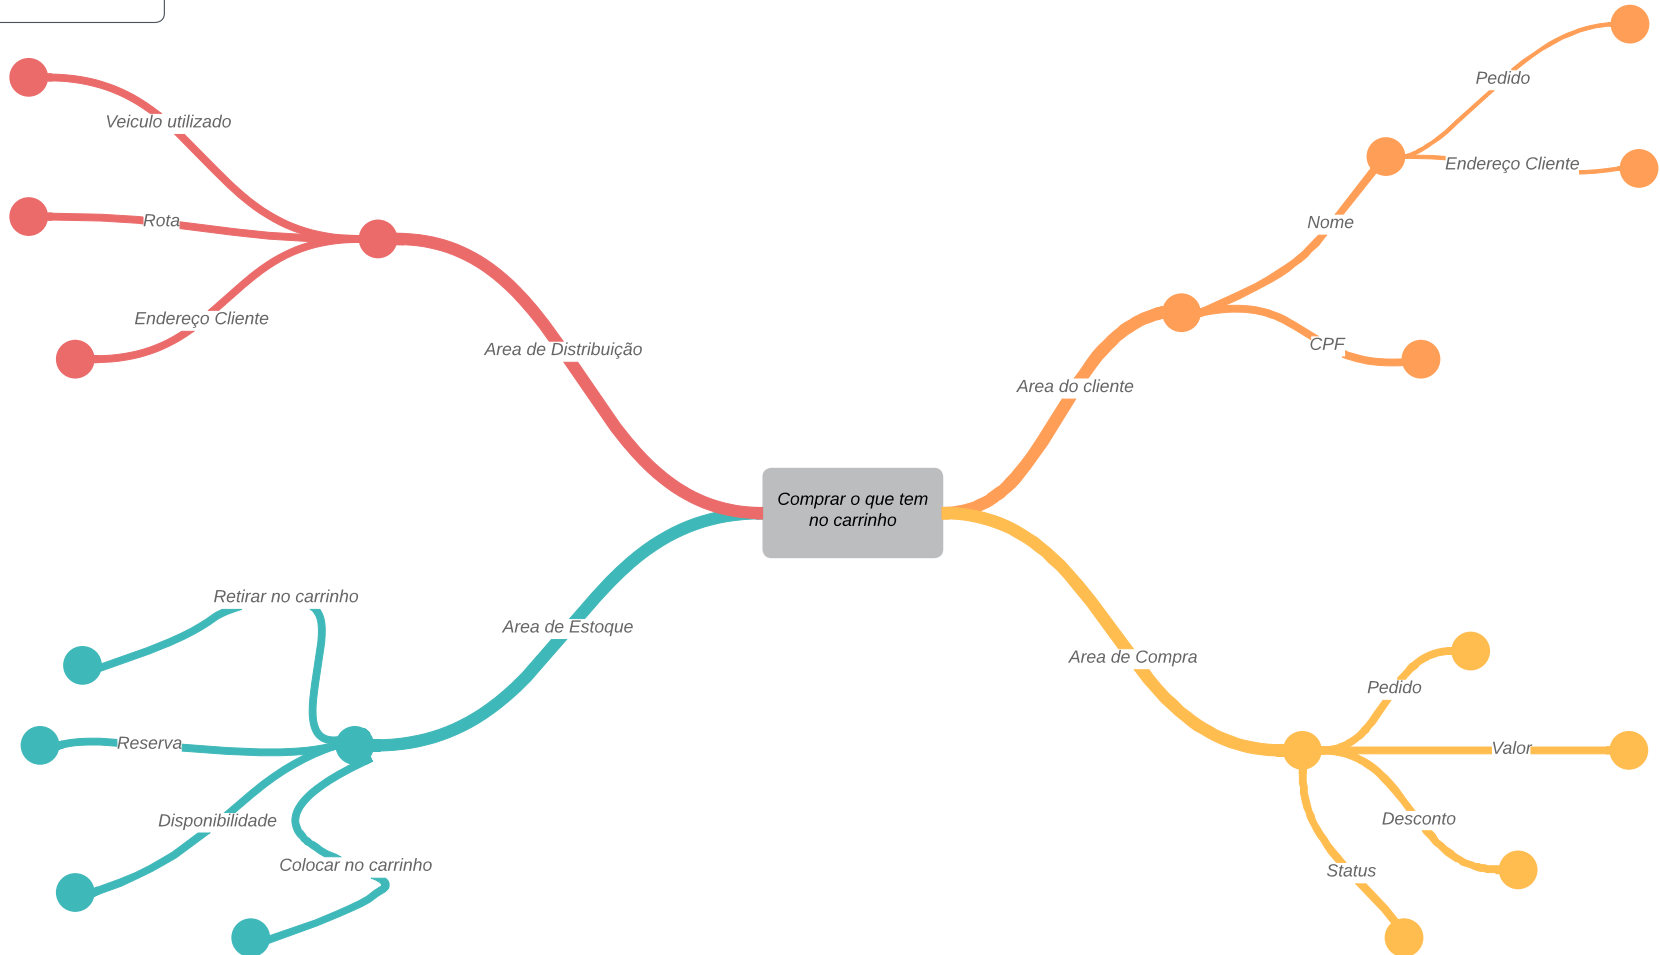 Pedido
Veiculo utilizado
Endereço Cliente
Rota
Nome
Endereço Cliente
CPF
Area de Distribuição
Area do cliente
Comprar o que tem
no carrinho
Retirar no carrinho
Area de Estoque
Area de Compra
Pedido
Reserva
Valor
Disponibilidade
Desconto
Colocar no carrinho
Status